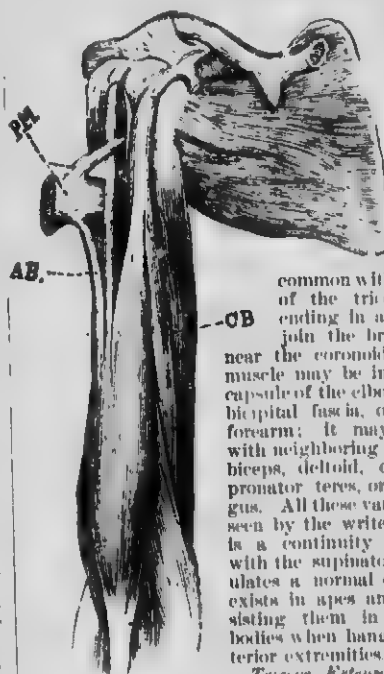 PM.
AB.
CB
common wit
of the tric
ending in a
join the br
near the coronoid
muscle may be in
capsule of the elbo
bicipital fascia, o
forearm; it may
with neighboring
biceps, deltoid,
pronator teres, or
gus. All these va
seen by the write
is a continuity
with the supinato
ulates a normal
exists in apes an
sisting them in
bodies when hang
terior extremities.